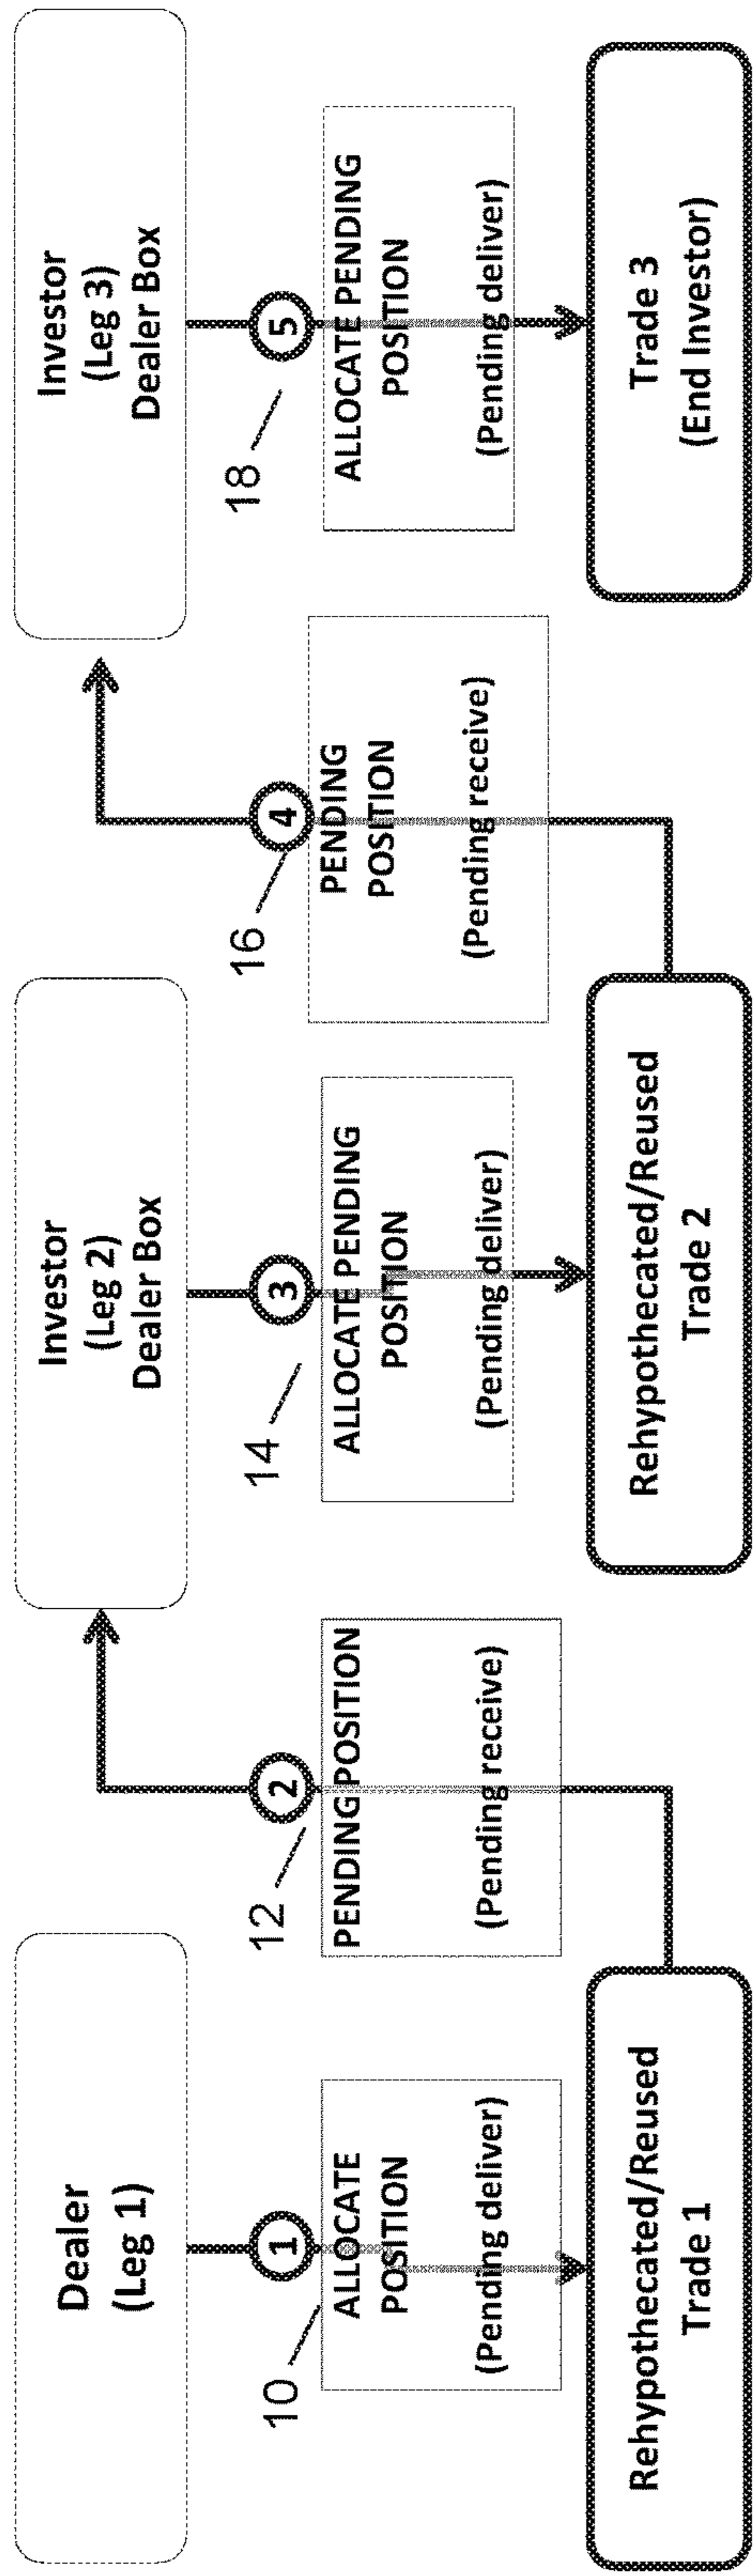 Dealer
(Leg 1)
10
1
ALLOCATE
POSITION
(Pending deliver)
Rehypothecated/Reused
Trade 1
12
2
PENDING POSITION
(Pending receive)
Investor
(Leg 2)
Dealer Box
14
3
ALLOCATE PENDING
POSITION
(Pending deliver)
Rehypothecated/Reused
Trade 2
16
4
PENDING
POSITION
(Pending receive)
Investor
(Leg 3)
Dealer Box
18
5
ALLOCATE PENDING
POSITION
(Pending deliver)
Trade 3
(End Investor)